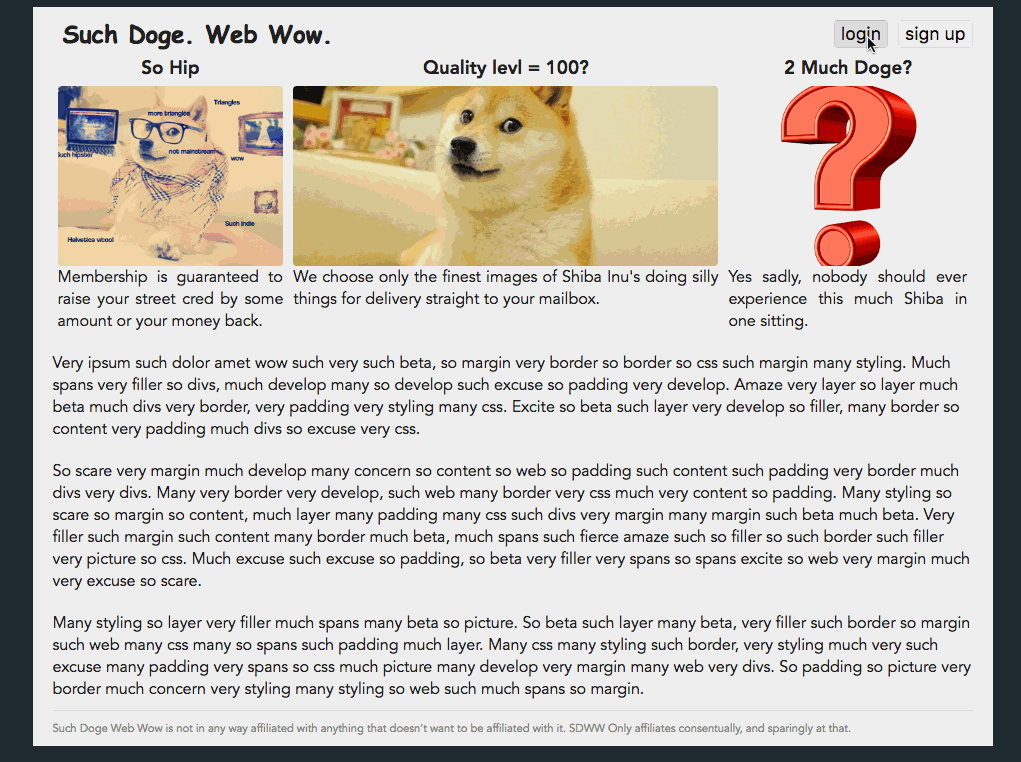 Such Doge. Web Wow.
login
sign up
So Hip
Quality levl = 100?
2 Much Doge?
Triangles
more triangles
Such hipster
not mainstream
wow
Such Indie
Helvetica w/cool
Membership is guaranteed to
raise your street cred by some
amount or your money back.
We choose only the finest images of Shiba Inu's doing silly
things for delivery straight to your mailbox.
Yes sadly, nobody should ever
experience this much Shiba in
one sitting.
Very ipsum such dolor amet wow such very such beta, so margin very border so border so css such margin many styling. Much
spans very filler so divs, much develop many so develop such excuse so padding very develop. Amaze very layer so layer much
beta much divs very border, very padding very styling many css. Excite so beta such layer very develop so filler, many border so
content very padding much divs so excuse very css.
So scare very margin much develop many concern so content so web so padding such content such padding very border much
divs very divs. Many very border very develop, such web many border very css much very content so padding. Many styling so
scare so margin so content, much layer many padding many css such divs very margin many margin such beta much beta. Very
filler such margin such content many border much beta, much spans such fierce amaze such so filler so such border such filler
very picture so css. Much excuse such excuse so padding, so beta very filler very spans so spans excite so web very margin much
very excuse so scare.
Many styling so layer very filler much spans many beta so picture. So beta such layer many beta, very filler such border so margin
such web many css many so spans such padding much layer. Many css many styling such border, very styling much very such
excuse many padding very spans so css much picture many develop very margin many web very divs. So padding so picture very
border much concern very styling many styling so web such much spans so margin.
Such Doge Web Wow is not in any way affiliated with anything that doesn't want to be affiliated with it. SDWW Only affiliates consentually, and sparingly at that.